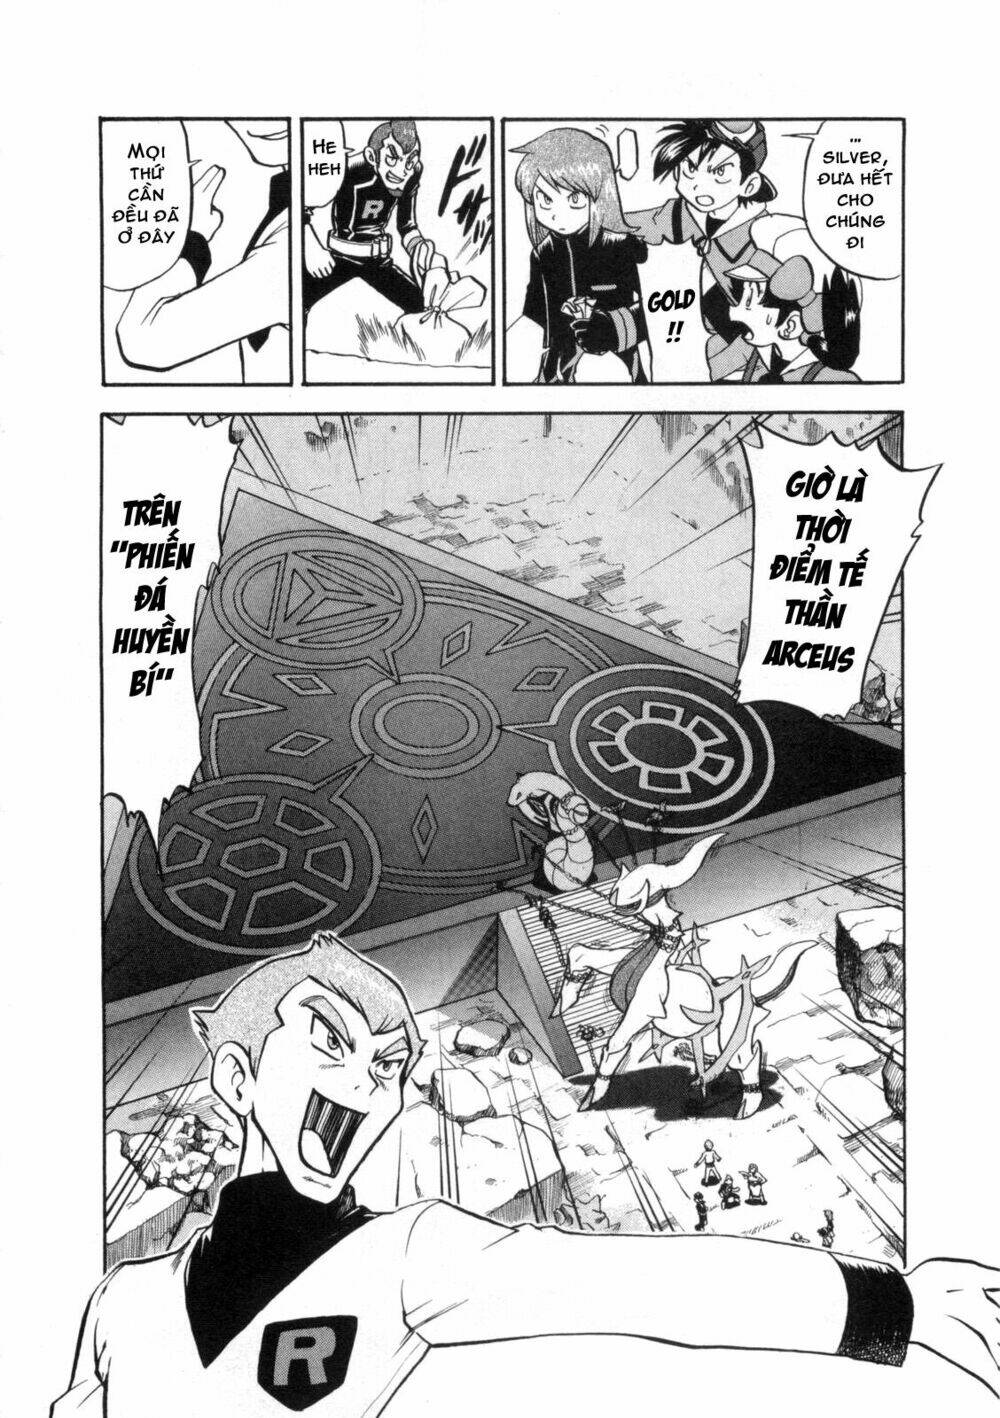 ...
SILVER,
ĐƯA HẾT
CHO
CHÚNG
ĐI
GOLD
!!
HE
HEH
R
MỌI
THỨ
CẦN
ĐỀU ĐÃ
Ở ĐÂY
GIỜ LÀ
THỜI
ĐIỂM TẾ
THẦN
ARCEUS
TRÊN
"PHIẾN
ĐÁ
HUYỀN
BÍ"
R